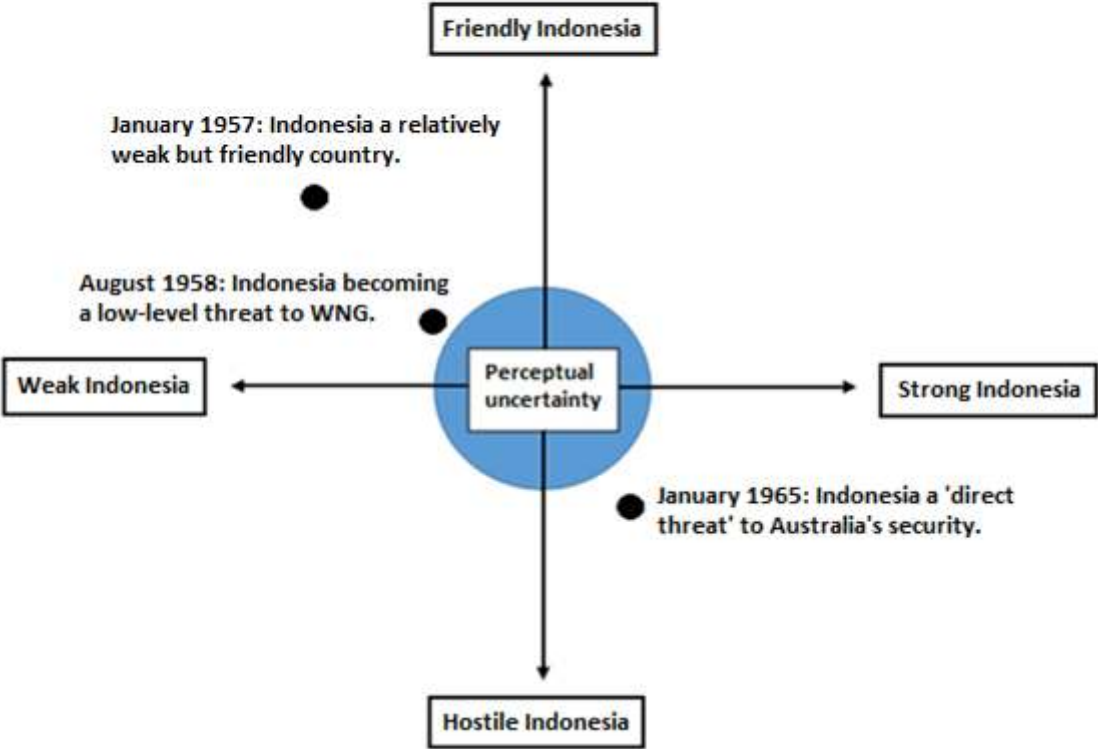 Friendly Indonesia
January 1957: Indonesia a relatively
weak but friendly country.
August 1958: Indonesia becoming
a low-level threat to WNG.
Weak Indonesia
Perceptual
uncertainty
Strong Indonesia
January 1965: Indonesia a 'direct
threat' to Australia's security.
Hostile Indonesia